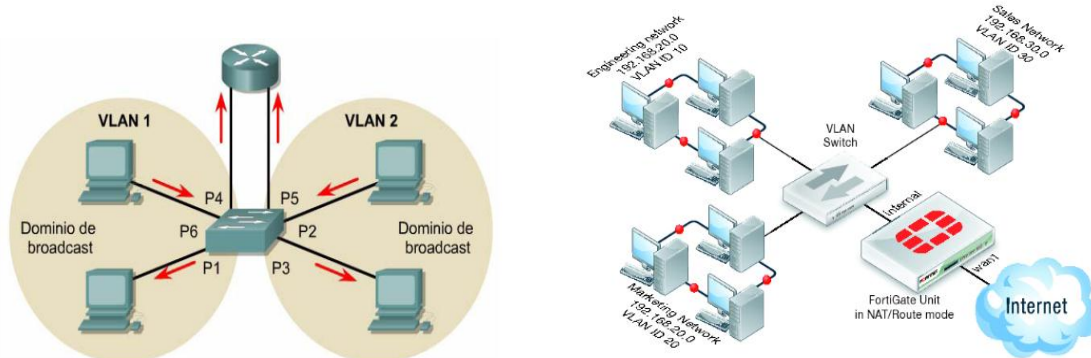 VLAN 1
VLAN 2
P4
P5
Dominio de
broadcast
P6
P2
Dominio de
broadcast
P1
P3
Engineering network
192.168.20.0
VLAN ID 10
Sales Network
192.168.30.0
VLAN ID 30
VLAN
Switch
internal
wan1
Marketing Network
192.168.20.0
VLAN ID 20
FortiGate Unit
in NAT/Route mode
Internet